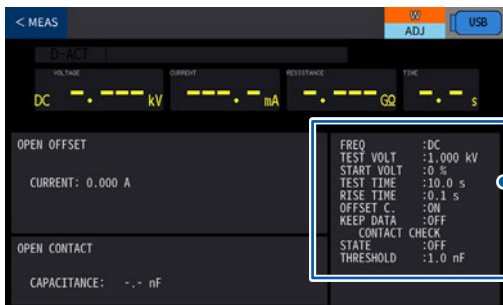 < MEAS
W
ADJ
USB
D-ACT
VOLTAGE
CURRENT
RESISTANCE
TIME
DC -.--- kV
---.- mA
-.--- GΩ
-.- s
OPEN OFFSET
CURRENT: 0.000 A
OPEN CONTACT
CAPACITANCE: -.- nF
FREQ :DC
TEST VOLT :1.000 kV
START VOLT :0 %
TEST TIME :10.0 s
RISE TIME :0.1 s
OFFSET C. :ON
KEEP DATA :OFF
CONTACT CHECK
STATE :OFF
THRESHOLD :1.0 nF